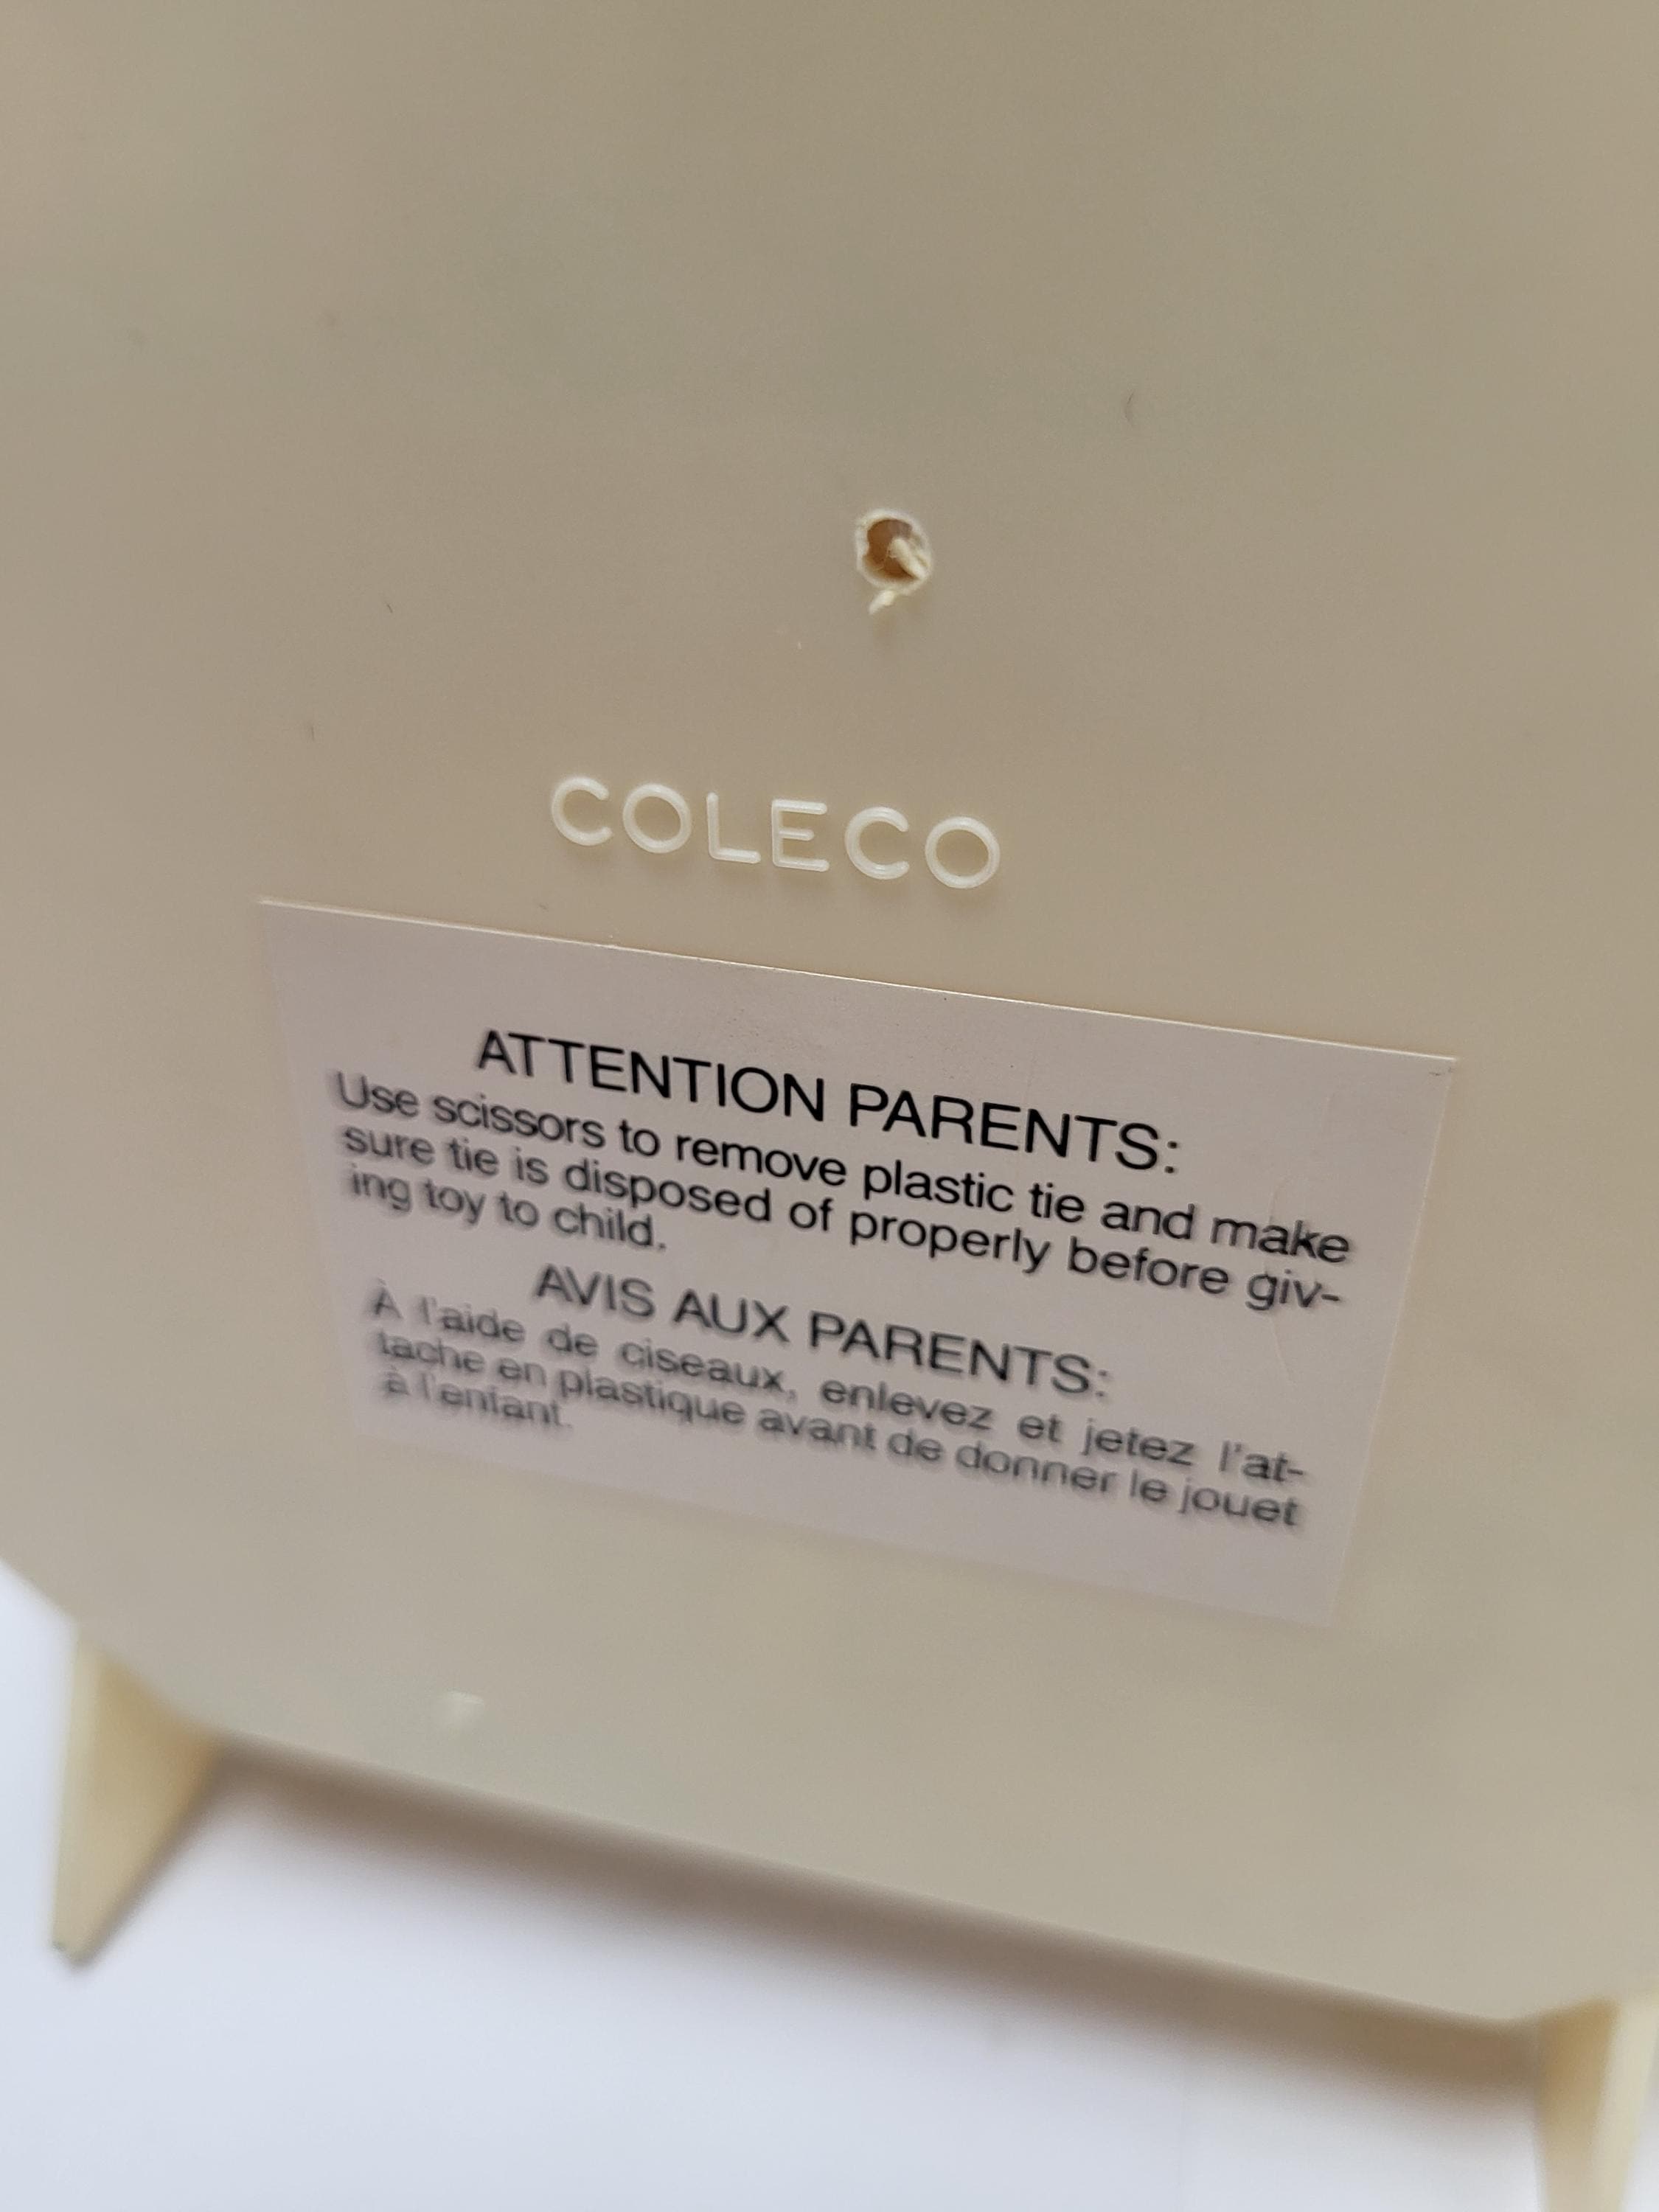 COLECO
ATTENTION PARENTS:
Use scissors to remove plastic tie and make
sure tie is disposed of properly before giv-
ing toy to child.
AVIS AUX PARENTS:
À l'aide de ciseaux, enlevez et jetez l'at-
tache en plastique avant de donner le jouet
à l'enfant.